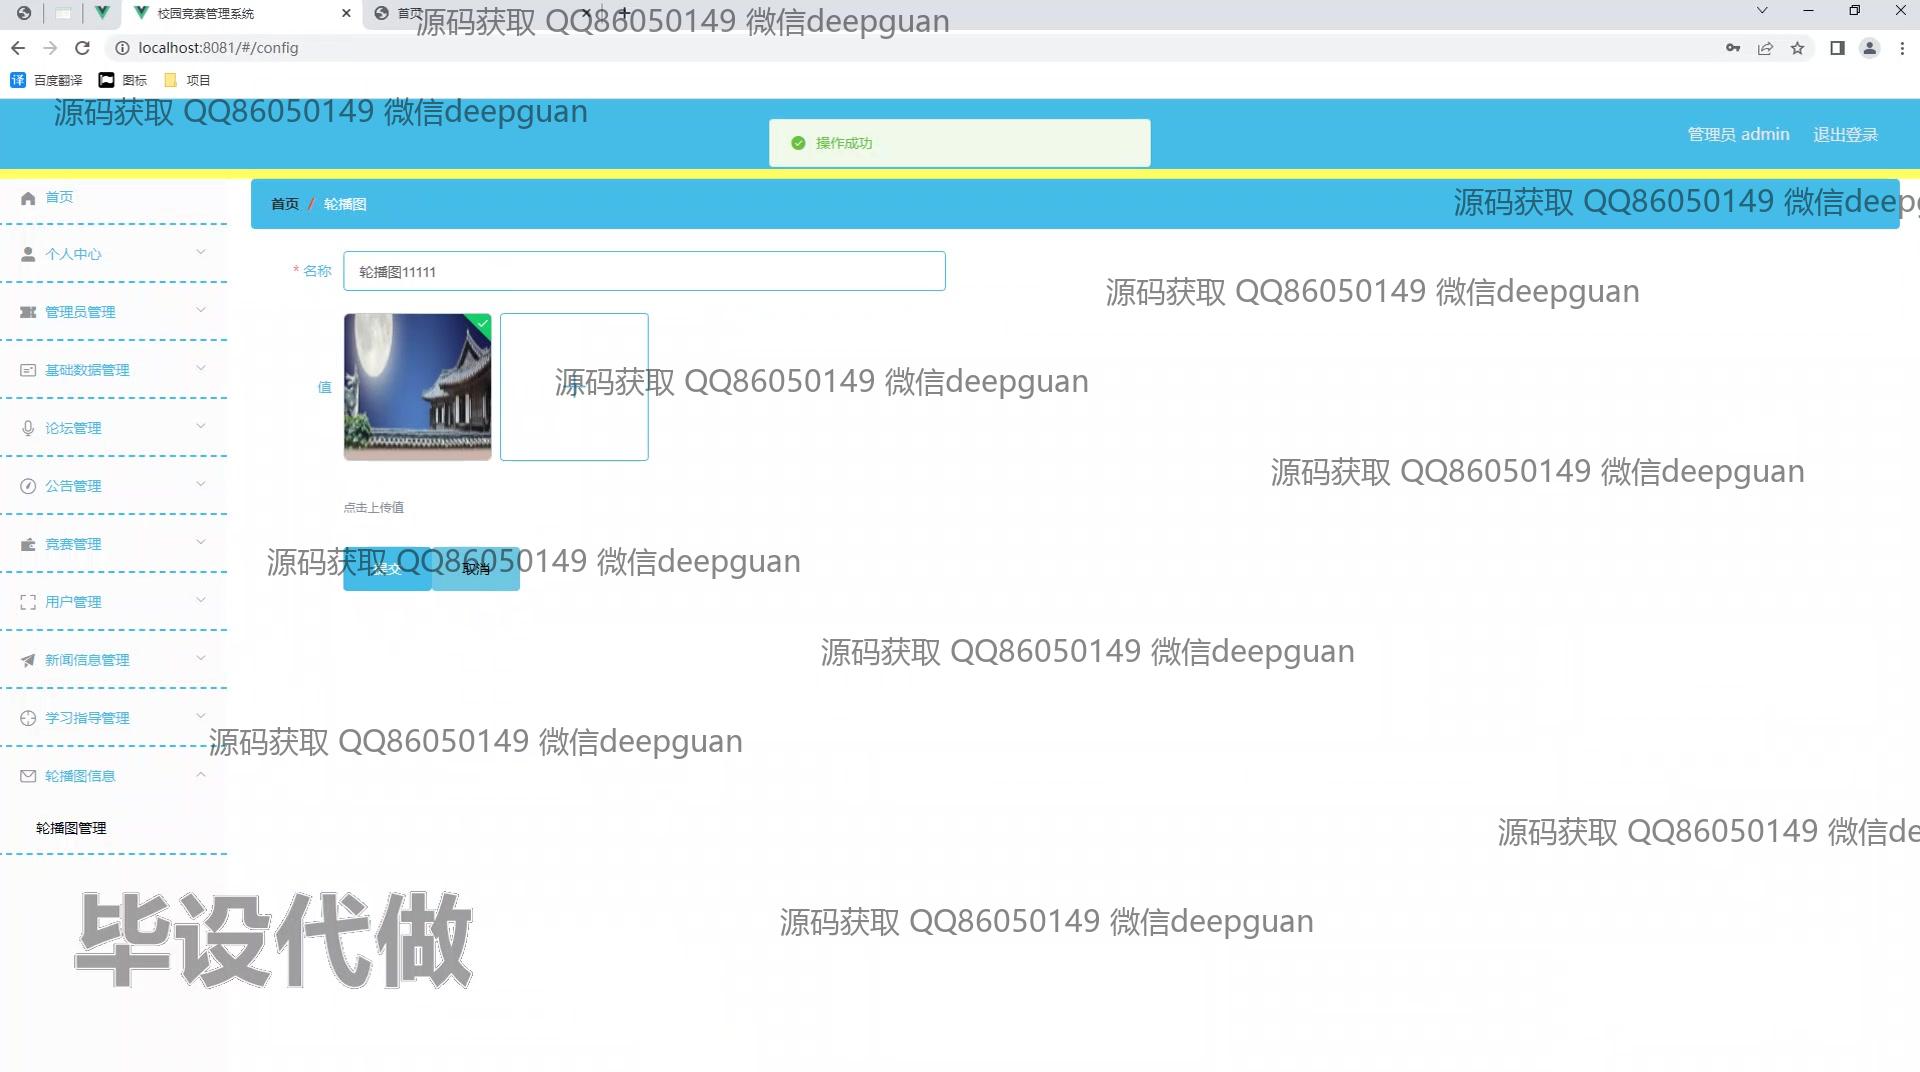 校园竞赛管理系统
首页
源码获取 QQ86050149 微信deepguan
localhost:8081/#/config
百度翻译 图标 项目
源码获取 QQ86050149 微信deepguan
操作成功
管理员 admin 退出登录
首页
首页 / 轮播图
源码获取 QQ86050149 微信deepg
个人中心
* 名称 轮播图11111
源码获取 QQ86050149 微信deepguan
管理员管理
基础数据管理
值
源码获取 QQ86050149 微信deepguan
论坛管理
源码获取 QQ86050149 微信deepguan
公告管理
点击上传值
竞赛管理
源码获取 QQ86050149 微信deepguan
提交 取消
用户管理
源码获取 QQ86050149 微信deepguan
新闻信息管理
学习指导管理
源码获取 QQ86050149 微信deepguan
轮播图信息
轮播图管理
源码获取 QQ86050149 微信de
源码获取 QQ86050149 微信deepguan
毕设代做